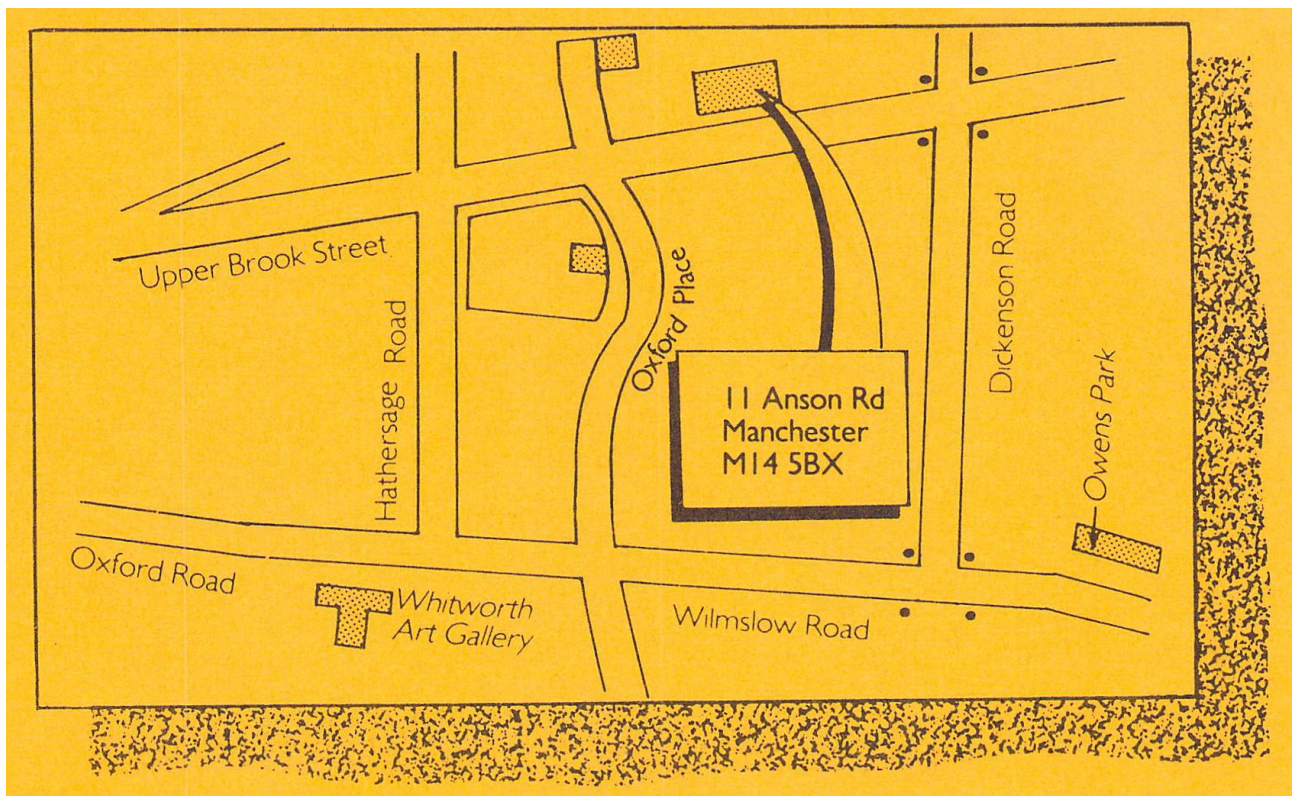 Upper Brook Street
Hathersage Road
Oxford Place
Dickenson Road
11 Anson Rd
Manchester
M14 5BX
Owens Park
Oxford Road
Whitworth
Art Gallery
Wilmslow Road